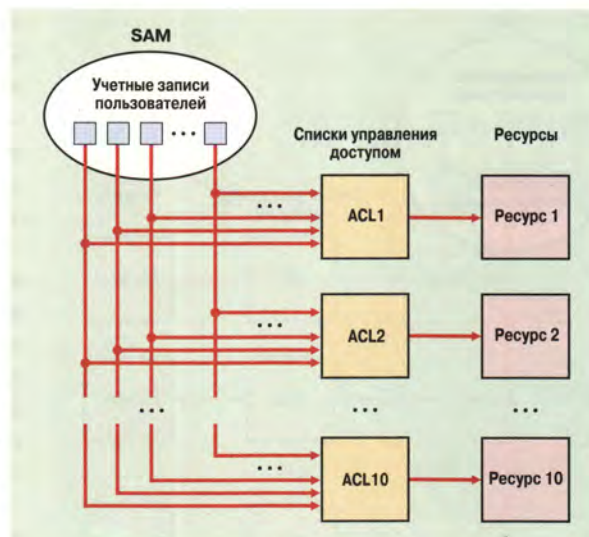 SAM
Учетные записи
пользователей
...
Списки управления
доступом
Ресурсы
...
ACL1
Ресурс 1
...
ACL2
Ресурс 2
...
...
...
...
ACL10
Ресурс 10